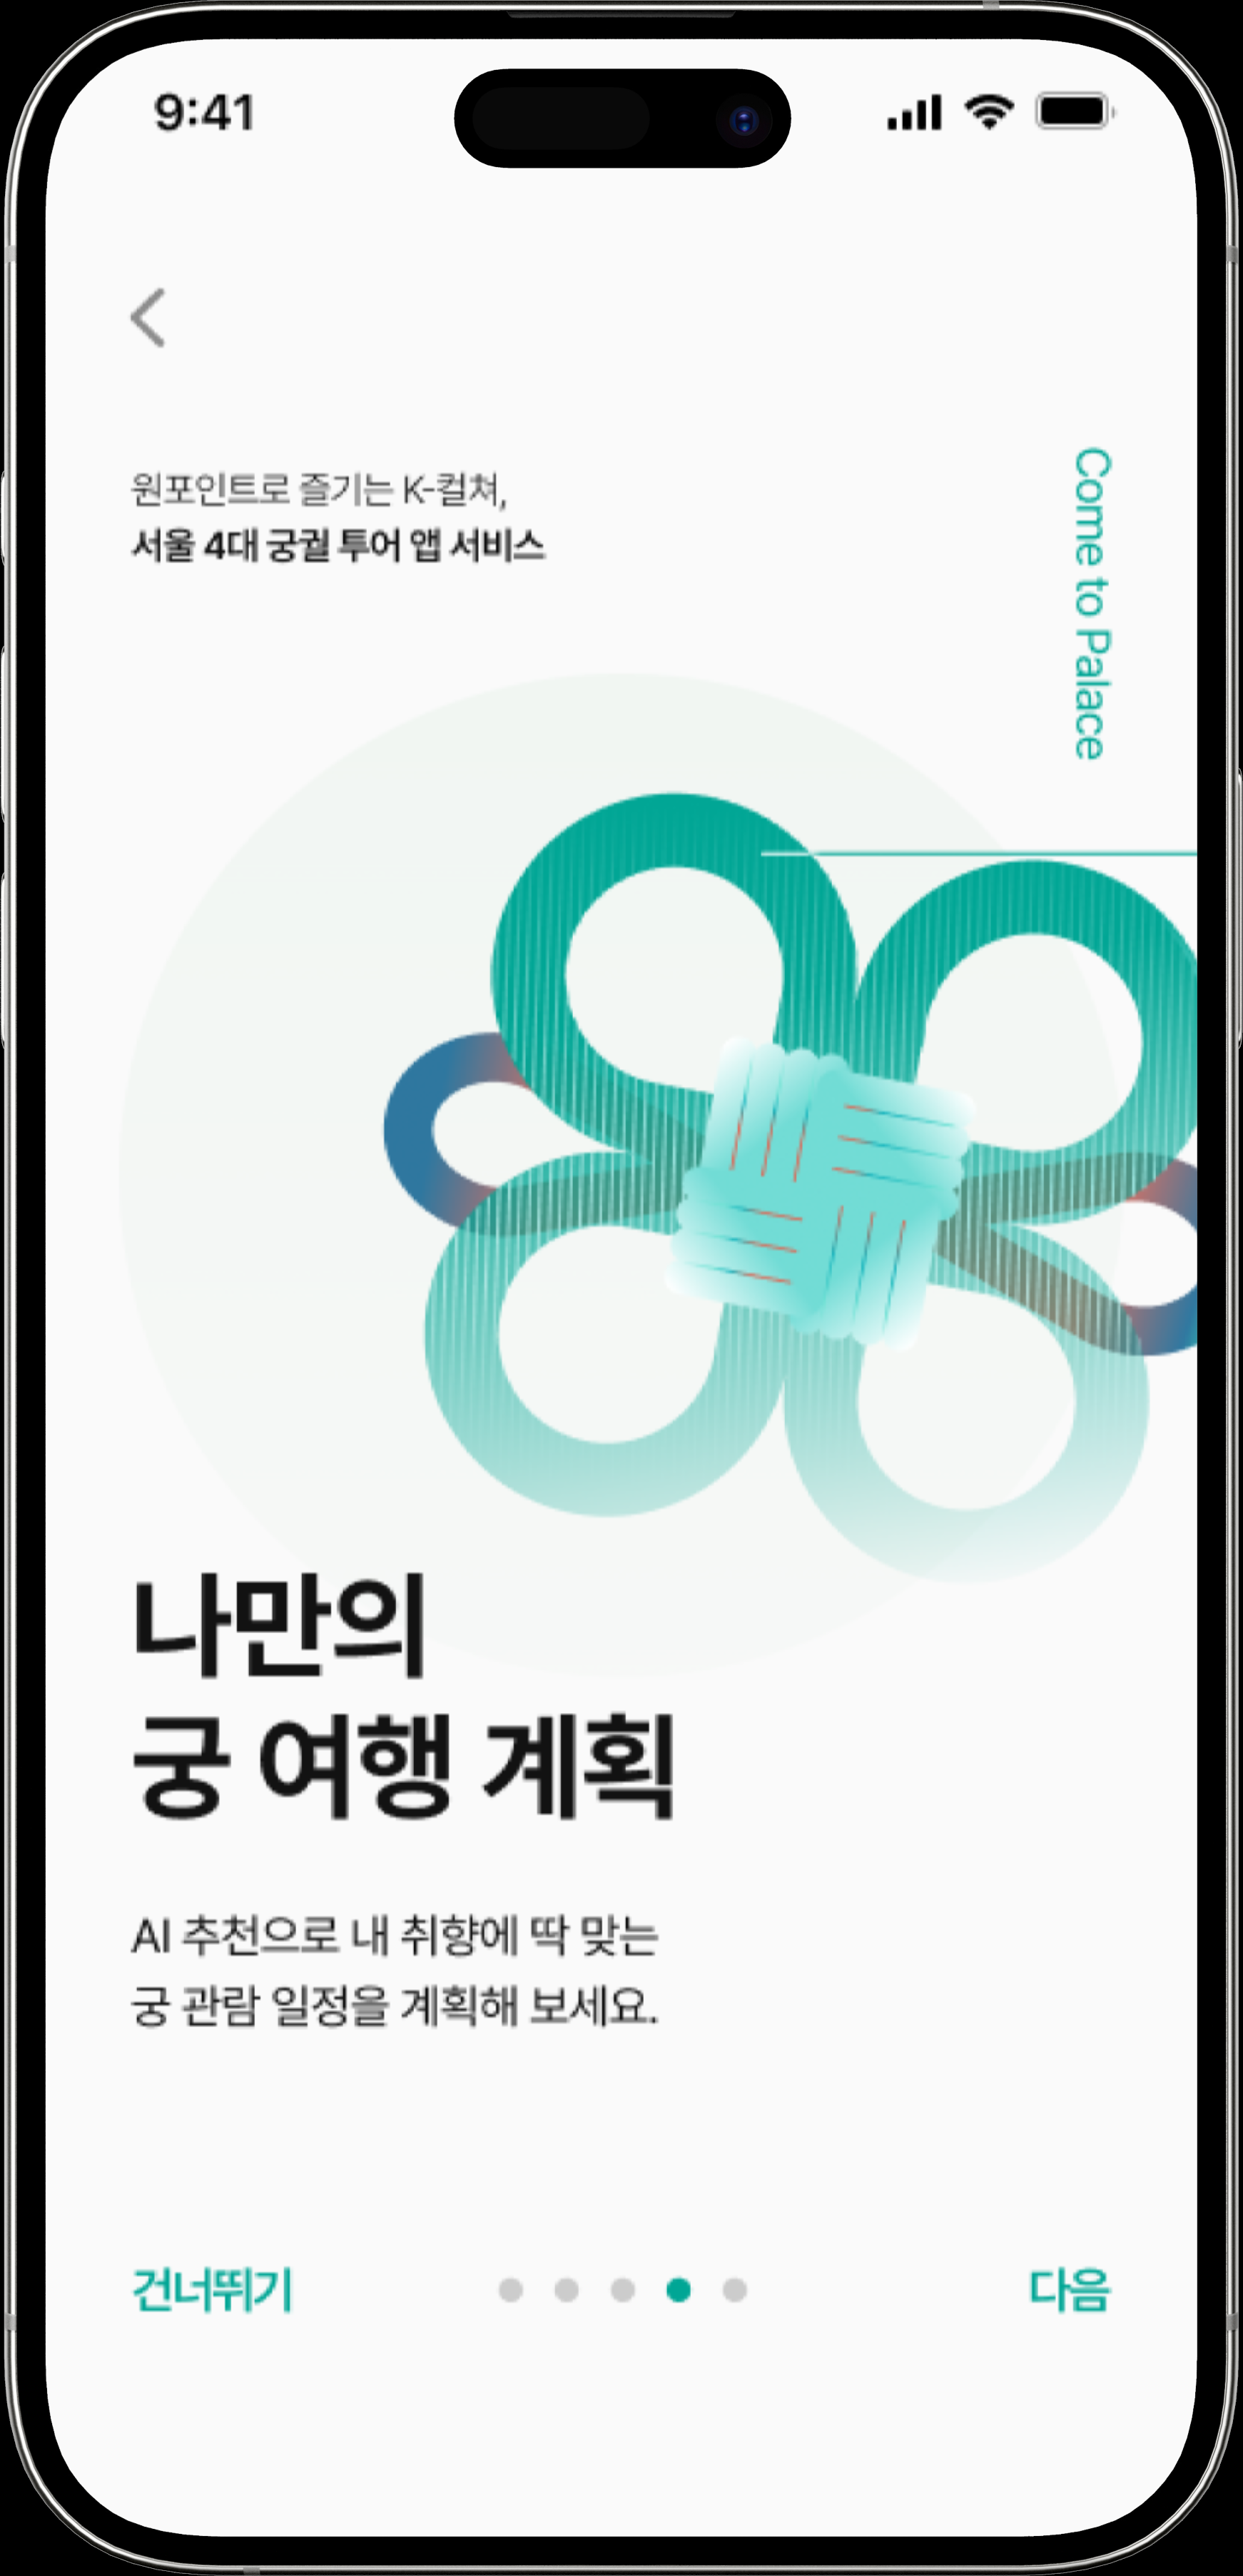 9:41
원포인트로 즐기는 K-컬쳐,
서울 4대 궁궐 투어 앱 서비스
Come to Palace
나만의
궁 여행 계획
AI 추천으로 내 취향에 딱 맞는
궁 관람 일정을 계획해 보세요.
건너뛰기
다음